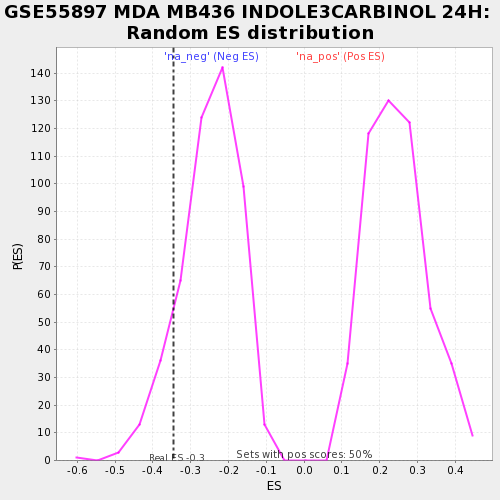 GSE55897 MDA MB436 INDOLE3CARBINOL 24H:
Random ES distribution
'na_neg' (Neg ES) 'na_pos' (Pos ES)
140
130
120
110
100
90
80
70
60
50
40
30
20
10
0
P(ES)
Real ES -0.3
Sets with pos scores: 50%
-0.6 -0.5 -0.4 -0.3 -0.2 -0.1 0.0 0.1 0.2 0.3 0.4
ES